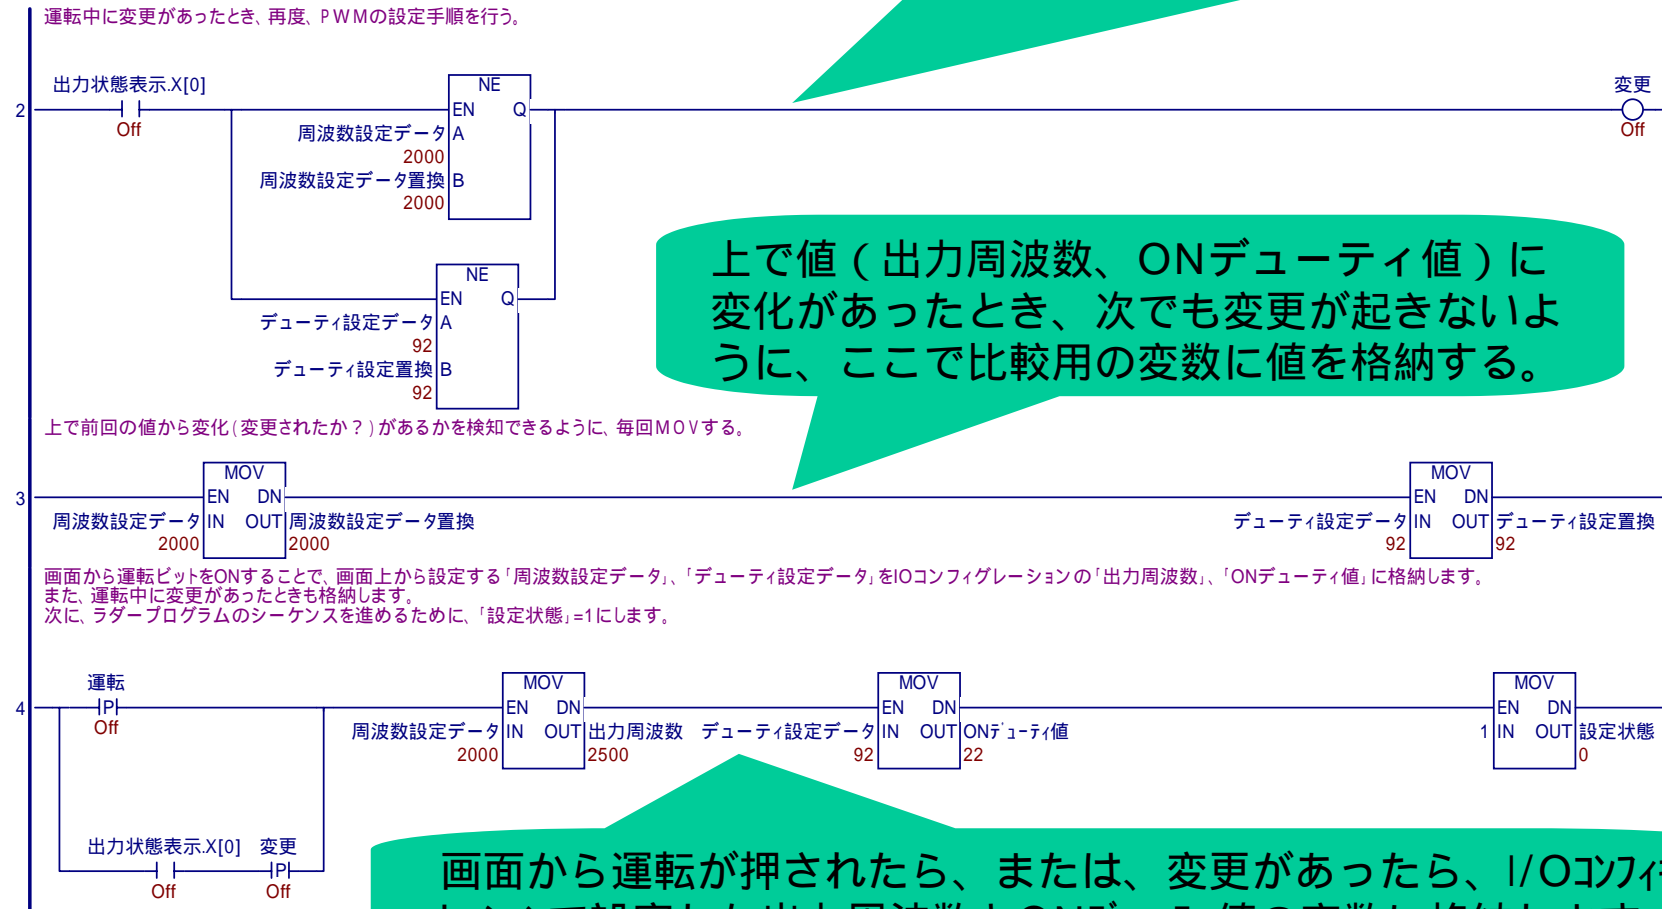 運転中に変更があったとき、再度、PWMの設定手順を行う。
出力状態表示.X[0]
NE
変更
2
EN Q
Off
周波数設定データ A
Off
2000
周波数設定データ置換 B
2000
上で値（出力周波数、ONデューティ値）に
変化があったとき、次でも変更が起きないよ
うに、ここで比較用の変数に値を格納する。
NE
EN Q
デューティ設定データ A
92
デューティ設定置換 B
92
上で前回の値から変化(変更されたか？)があるかを検知できるように、毎回MOVする。
MOV
MOV
3
EN DN
EN DN
周波数設定データ IN OUT 周波数設定データ置換
デューティ設定データ IN OUT デューティ設定置換
2000 2000
92 92
画面から運転ビットをONすることで、画面上から設定する「周波数設定データ」、「デューティ設定データ」をIOコンフィグレーションの「出力周波数」、「ONデューティ値」に格納します。
また、運転中に変更があったときも格納します。
次に、ラダープログラムのシーケンスを進めるために、「設定状態」=1にします。
運転
MOV
MOV
MOV
4
P
EN DN
EN DN
EN DN
Off
周波数設定データ IN OUT 出力周波数
デューティ設定データ IN OUT ONデューティ値
1 IN OUT 設定状態
2000 2500
92 22
0
出力状態表示.X[0] 変更
P
Off Off
画面から運転が押されたら、または、変更があったら、I/Oコンフィ